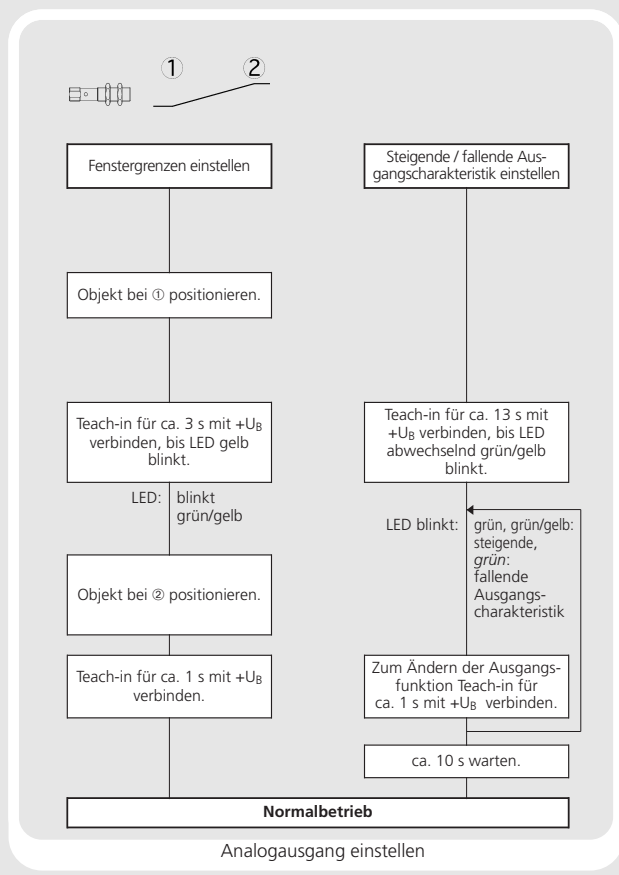 ① ②
Fenstergrenzen einstellen
Objekt bei ① positionieren.
Teach-in für ca. 3 s mit +UB
verbinden, bis LED gelb
blinkt.
LED: blinkt
grün/gelb
Objekt bei ② positionieren.
Teach-in für ca. 1 s mit +UB
verbinden.
Steigende / fallende Aus-
gangscharakteristik einstellen
Teach-in für ca. 13 s mit
+UB verbinden, bis LED
abwechselnd grün/gelb
blinkt.
LED blinkt: grün, grün/gelb:
steigende,
grün:
fallende
Ausgangs-
charakteristik
Zum Ändern der Ausgangs-
funktion Teach-in für
ca. 1 s mit +UB verbinden.
ca. 10 s warten.
Normalbetrieb
Analogausgang einstellen